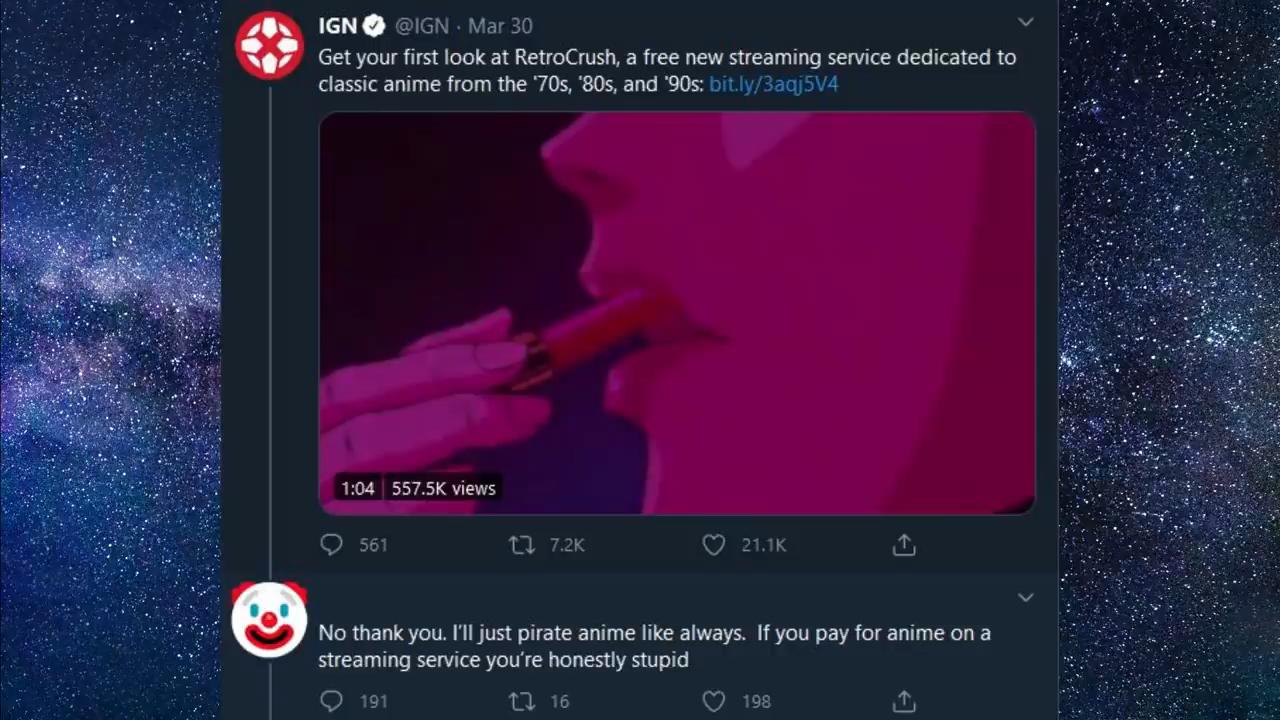 IGN @IGN · Mar 30
Get your first look at RetroCrush, a free new streaming service dedicated to
classic anime from the '70s, '80s, and '90s: bit.ly/3aqj5V4
1:04 557.5K views
561 7.2K 21.1K
No thank you. I’ll just pirate anime like always.  If you pay for anime on a
streaming service you’re honestly stupid
191 16 198